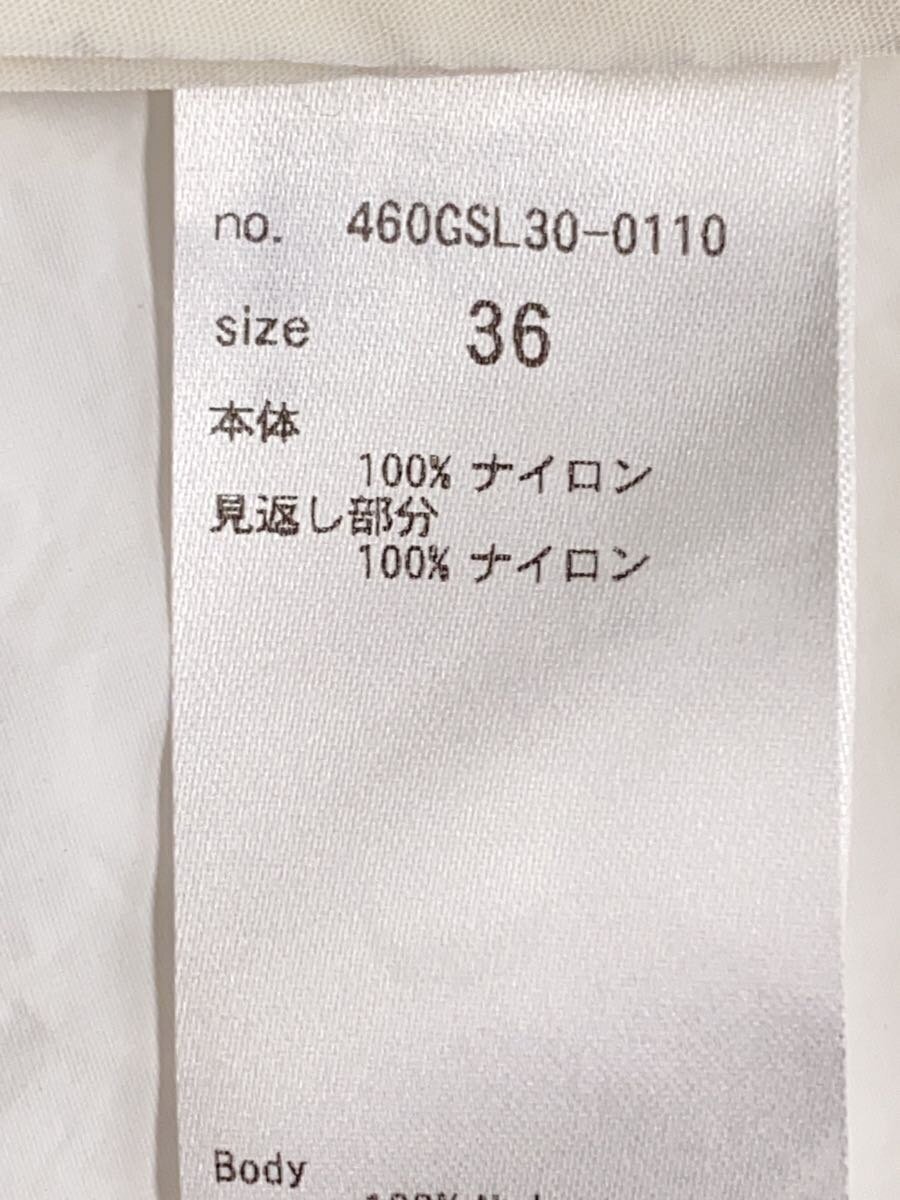 no. 460GSL30-0110
size 36
本体
100% ナイロン
見返し部分
100% ナイロン
Body